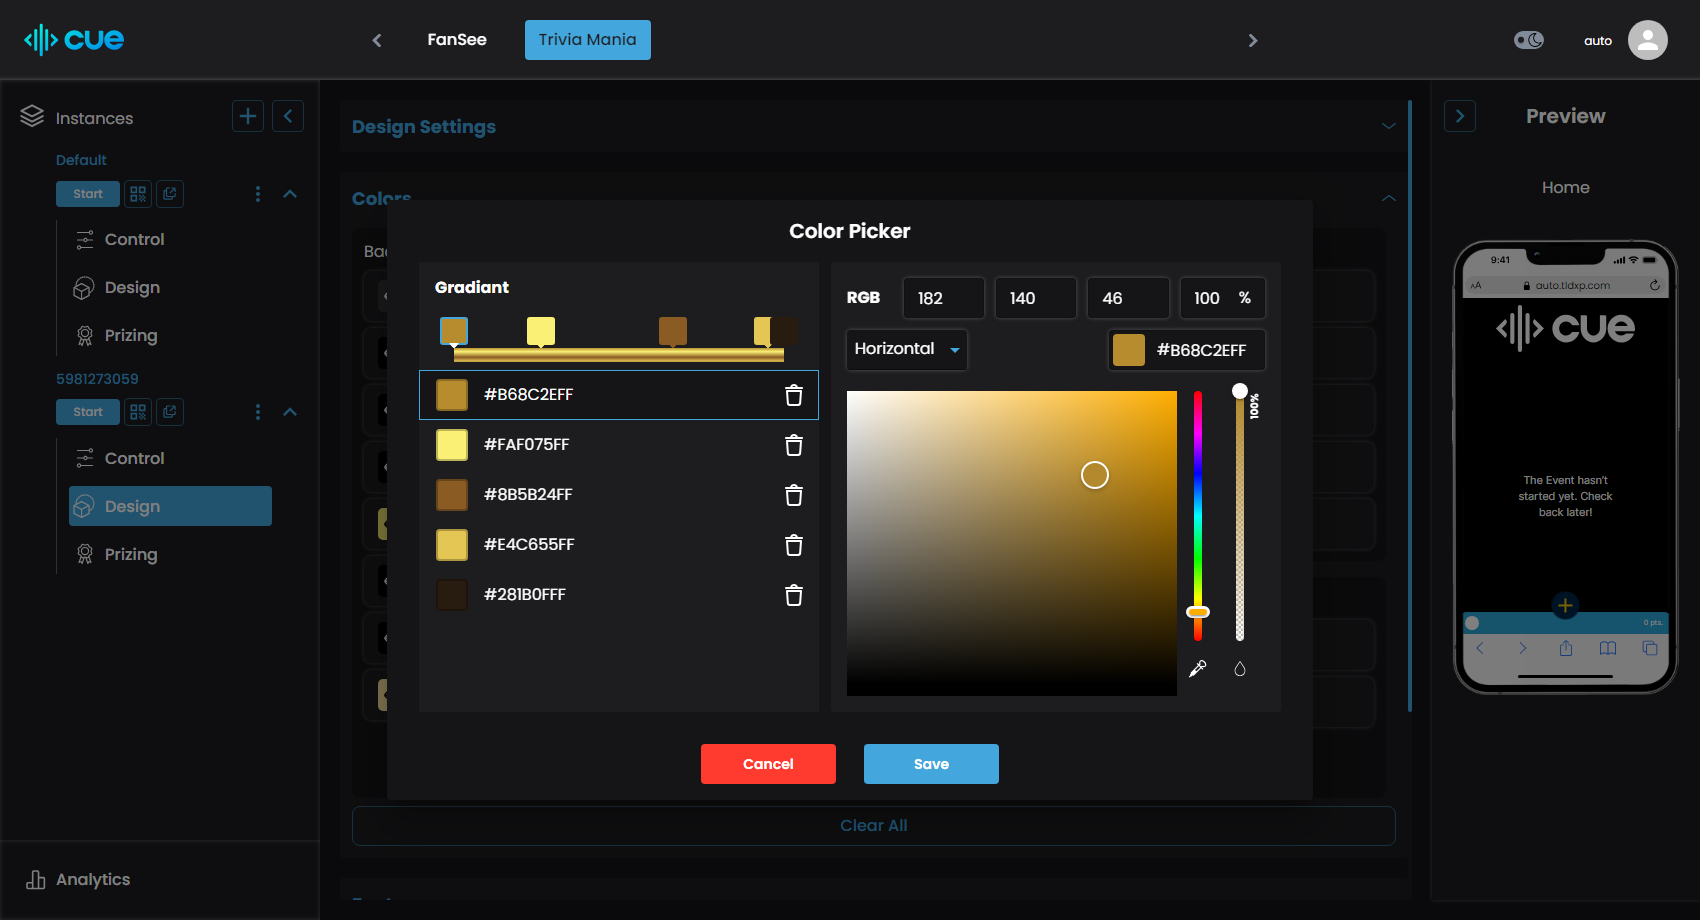 cue
FanSee
Trivia Mania
auto
Instances
Default
Start
Control
Design
Prizing
5981273059
Start
Control
Design
Prizing
Analytics
Design Settings
Colors
Color Picker
Gradiant
#B68C2EFF
#FAF075FF
#8B5B24FF
#E4C655FF
#281B0FFF
RGB
182
140
46
100 %
Horizontal
#B68C2EFF
100%
Cancel
Save
Clear All
Preview
Home
9:41
AA
auto.tldxp.com
cue
The Event hasn't
started yet. Check
back later!
0 pts.